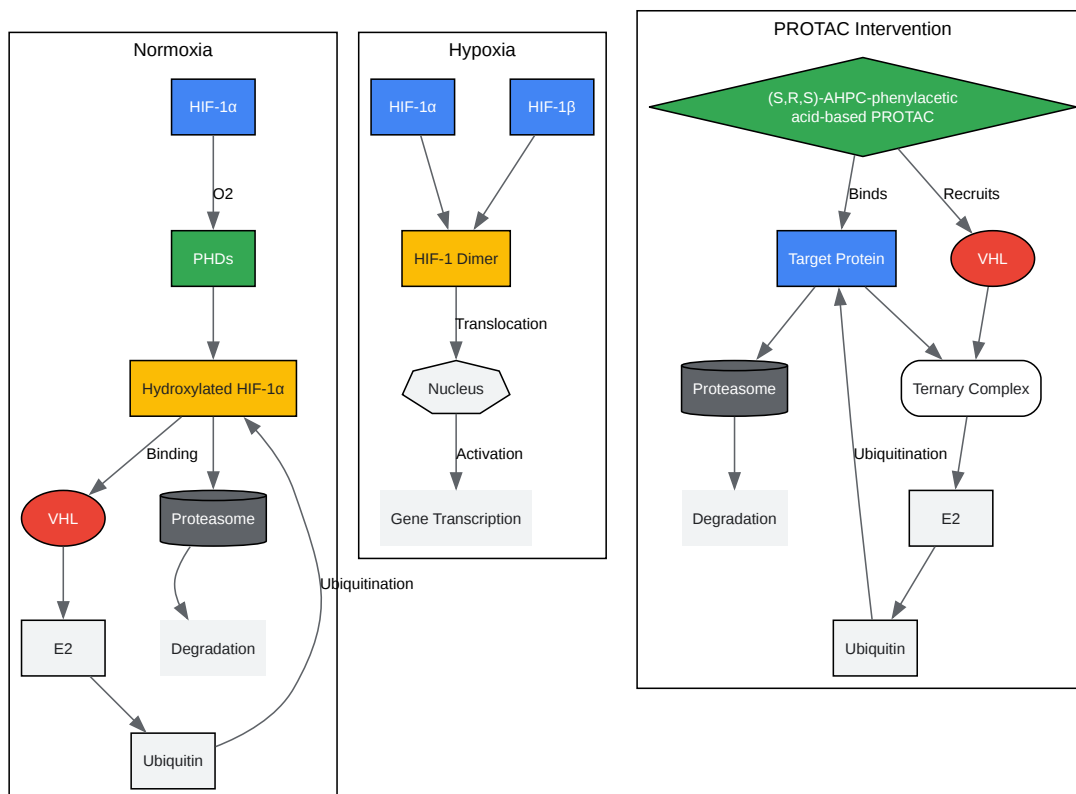 Normoxia
HIF-1α
O2
PHDs
Hydroxylated HIF-1α
Binding
VHL
Proteasome
Ubiquitination
E2
Degradation
Ubiquitin
Hypoxia
HIF-1α
HIF-1β
HIF-1 Dimer
Translocation
Nucleus
Activation
Gene Transcription
PROTAC Intervention
(S,R,S)-AHPC-phenylacetic
acid-based PROTAC
Binds
Recruits
Target Protein
VHL
Proteasome
Ternary Complex
Ubiquitination
Degradation
E2
Ubiquitin